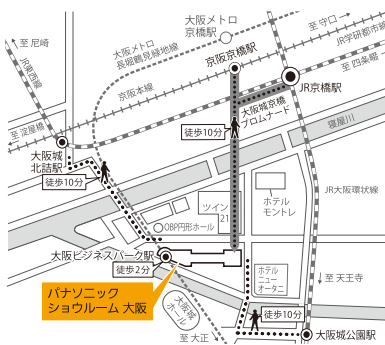 大阪メトロ
京橋駅
至 守口
至 尼崎
大阪メトロ
長堀鶴見緑地線
JR学研都市線
京阪京橋駅
至 四条畷
JR東西線
京阪本線
JR京橋駅
大阪城京橋
プロムナード
至 淀屋橋
徒歩10分
寝屋川
大阪城
北詰駅
徒歩10分
ツイン
21
ホテル
モントレ
JR大阪環状線
OBP円形ホール
大阪ビジネスパーク駅
徒歩2分
ホテル
ニュー
オータニ
至 天王寺
パナソニック
ショウルーム 大阪
大阪城
ホール
徒歩10分
至 大正
大阪城公園駅